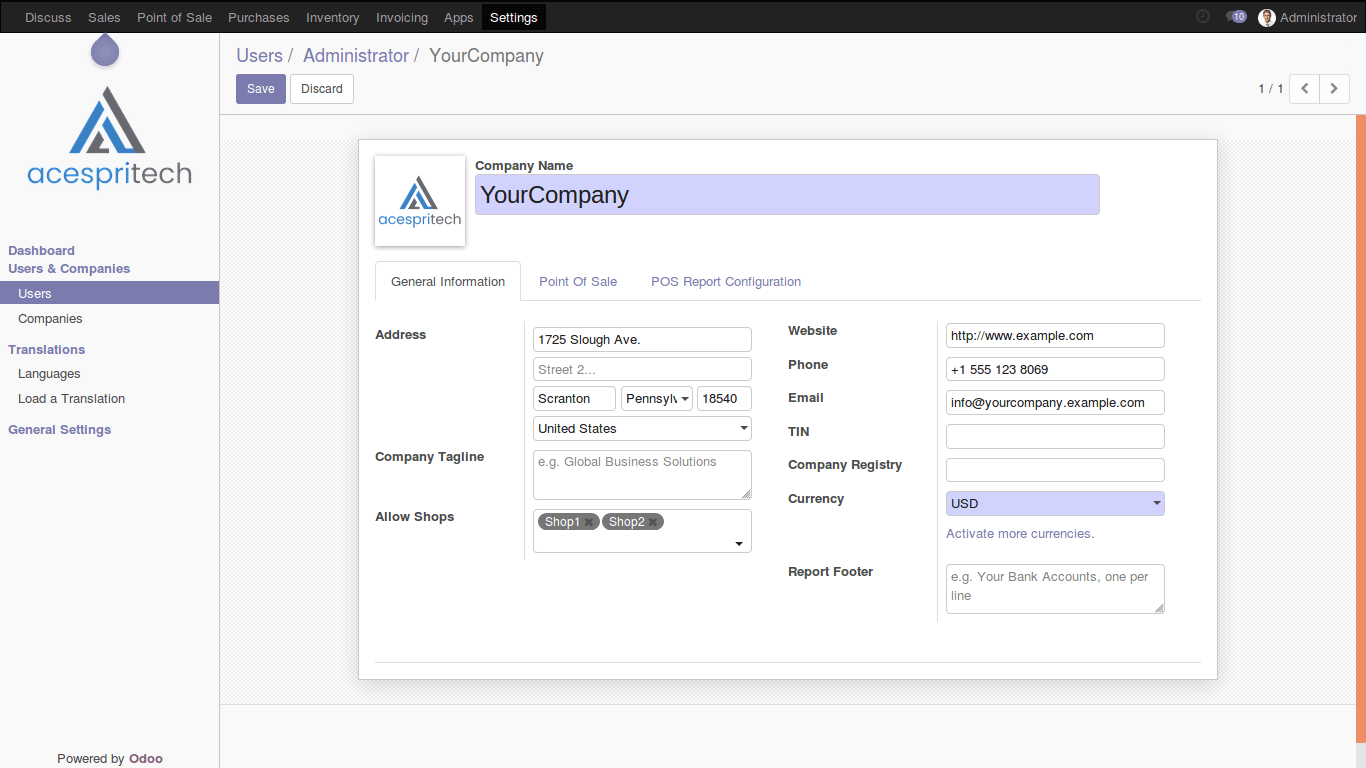 Discuss Sales Point of Sale Purchases Inventory Invoicing Apps Settings 10 Administrator
acespritech
Dashboard
Users & Companies
Users
Companies
Translations
Languages
Load a Translation
General Settings
Powered by Odoo
Users / Administrator / YourCompany
Save Discard 1 / 1
acespritech
Company Name
YourCompany
General Information Point Of Sale POS Report Configuration
Address
1725 Slough Ave.
Street 2...
Scranton Pennsylv 18540
United States
Company Tagline
e.g. Global Business Solutions
Allow Shops
Shop1 Shop2
Website http://www.example.com
Phone +1 555 123 8069
Email info@yourcompany.example.com
TIN
Company Registry
Currency USD
Activate more currencies.
Report Footer
e.g. Your Bank Accounts, one per
line